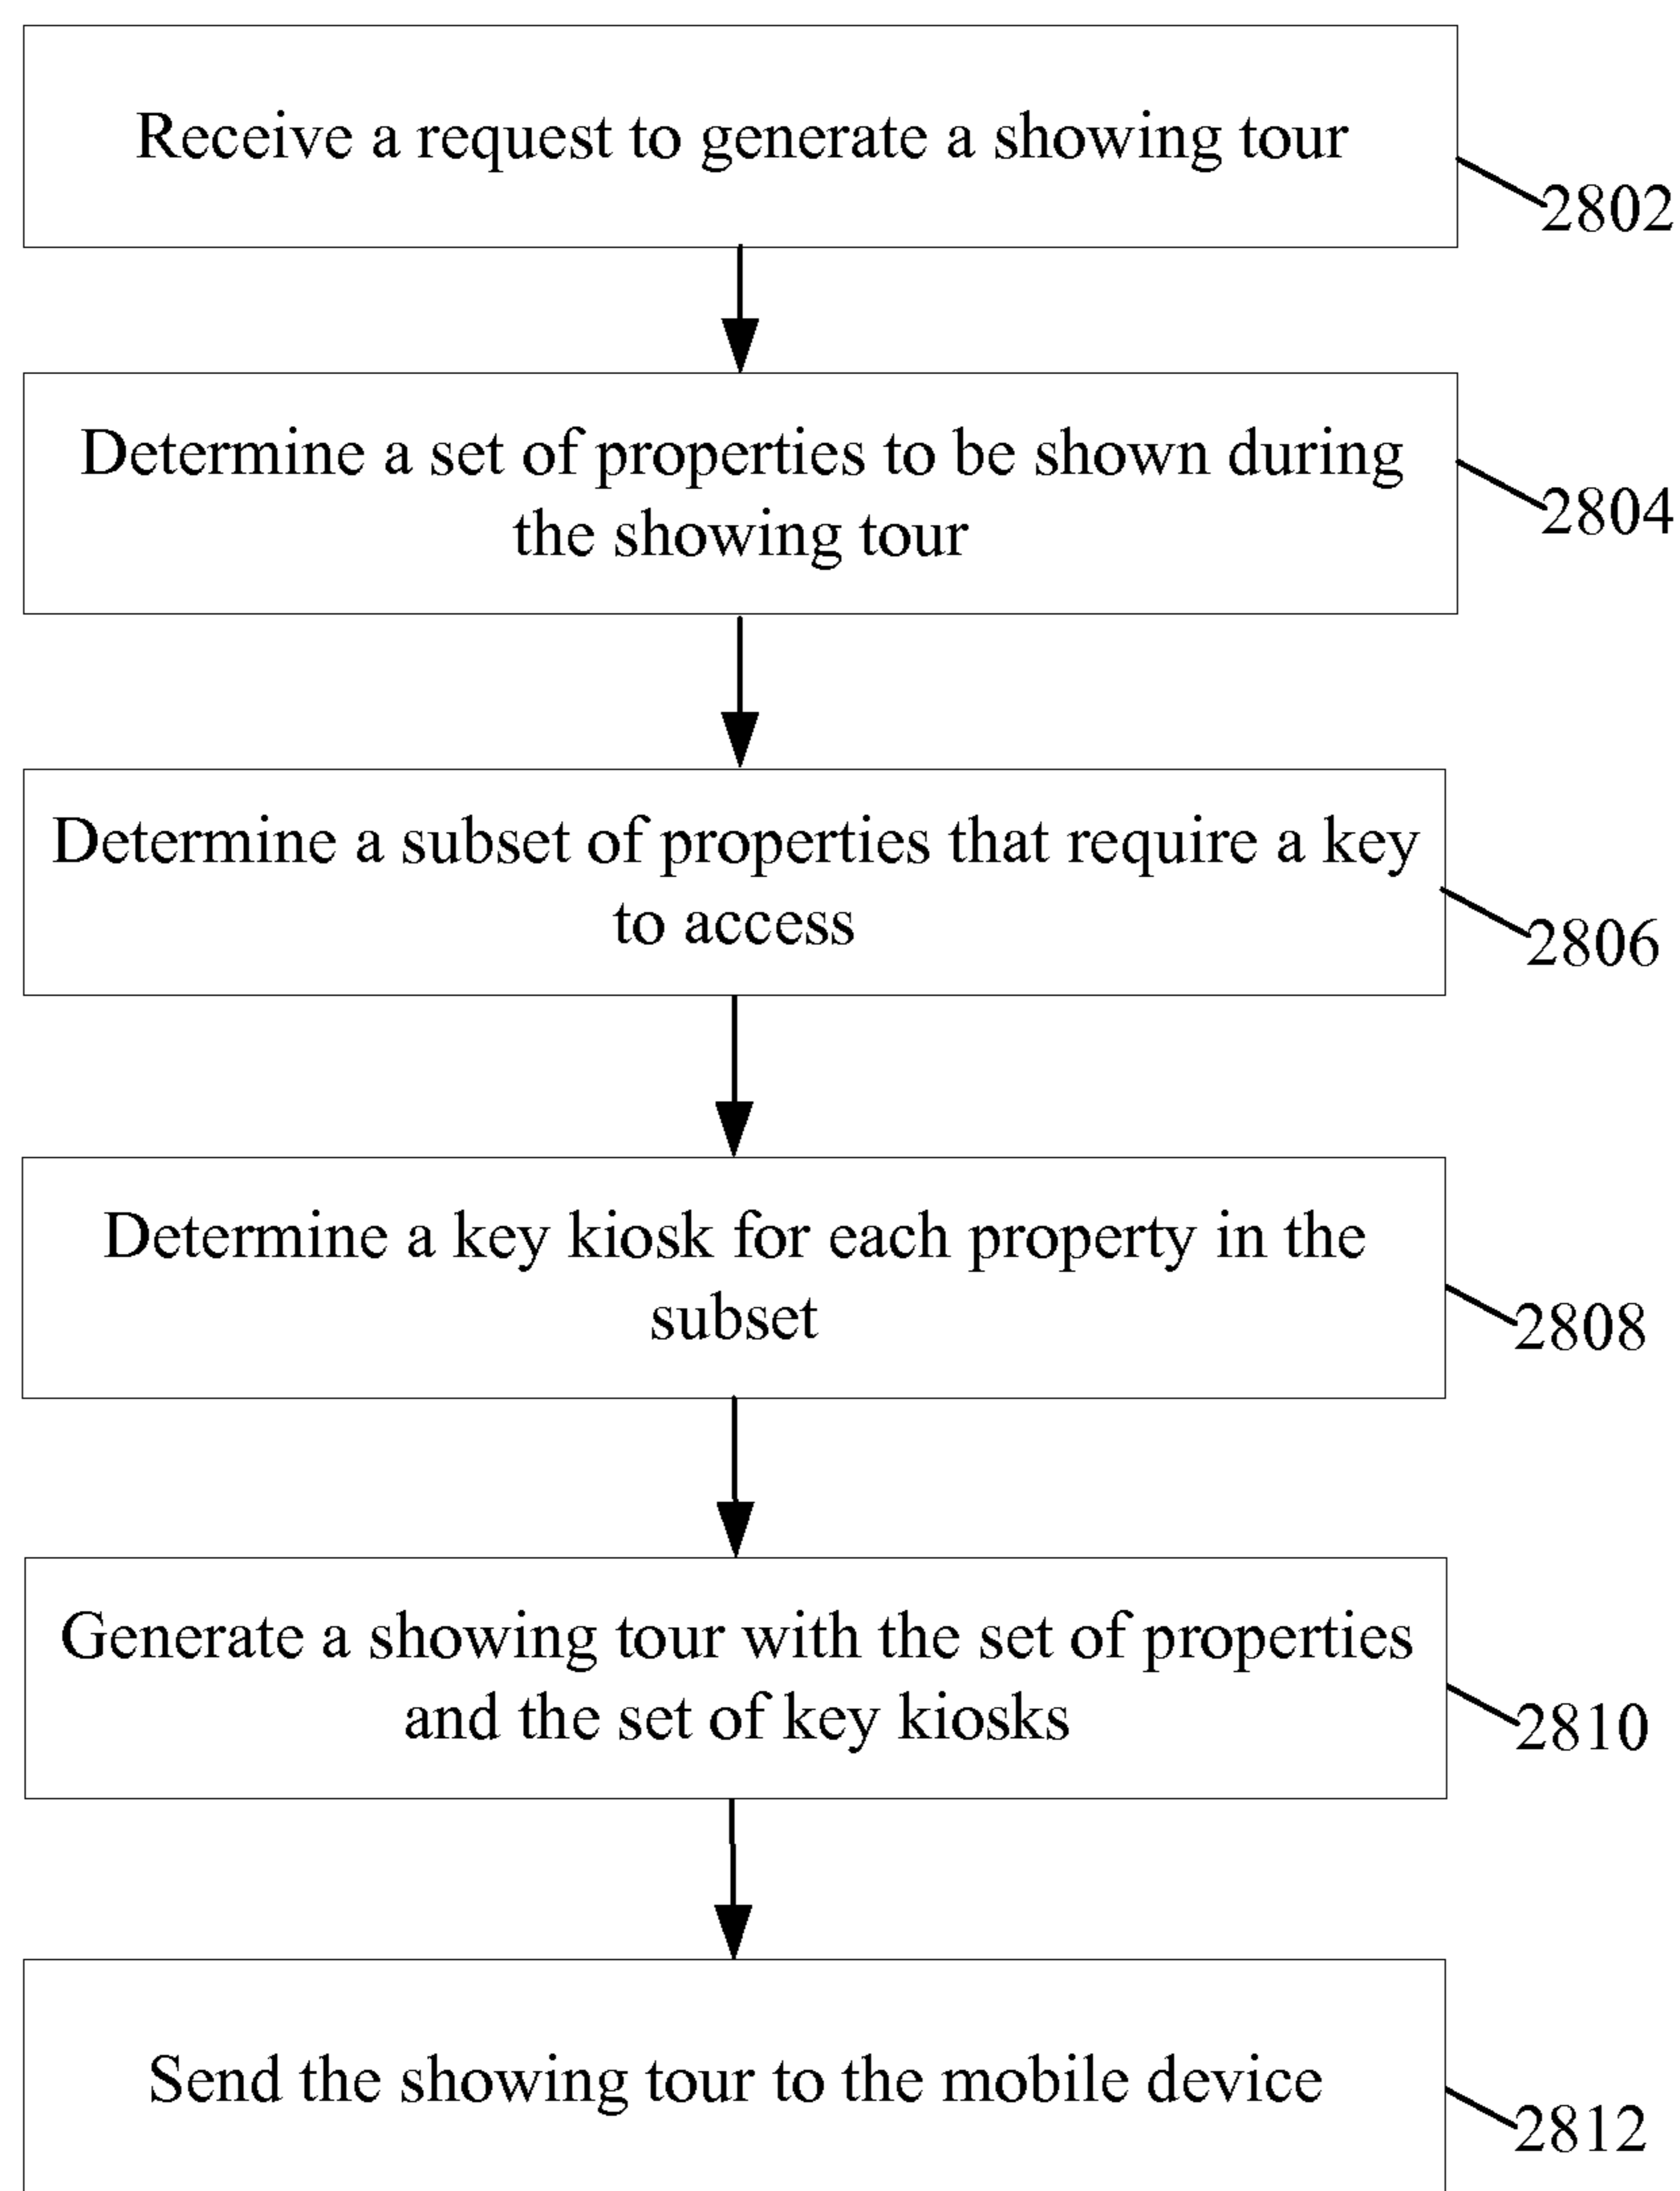 Receive a request to generate a showing tour
2802
Determine a set of properties to be shown during
the showing tour
2804
Determine a subset of properties that require a key
to access
2806
Determine a key kiosk for each property in the
subset
2808
Generate a showing tour with the set of properties
and the set of key kiosks
2810
Send the showing tour to the mobile device
2812